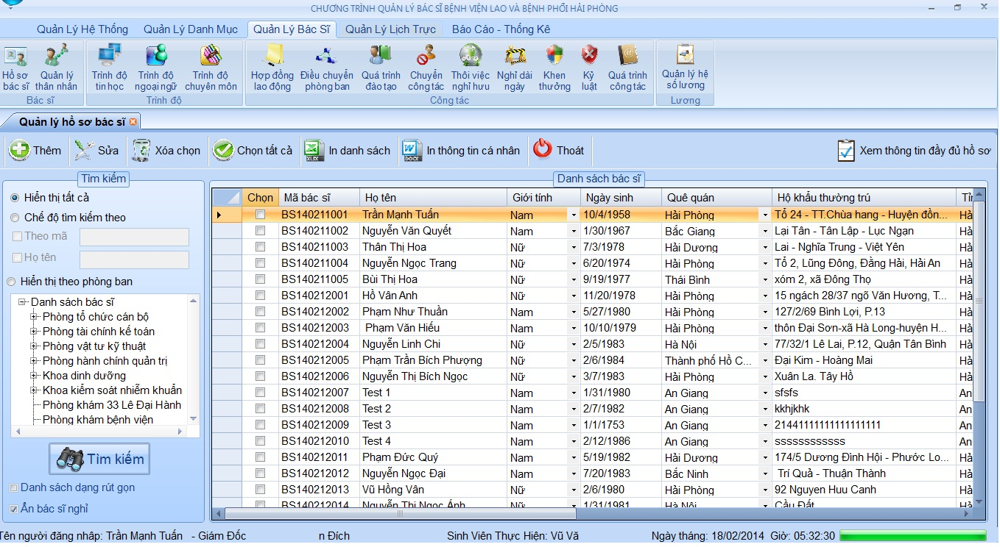 CHƯƠNG TRÌNH QUẢN LÝ BÁC SĨ BỆNH VIỆN LAO VÀ BỆNH PHỔI HẢI PHÒNG
Quản Lý Hệ Thống Quản Lý Danh Mục Quản Lý Bác Sĩ Quản Lý Lịch Trực Báo Cáo - Thống Kê
Hồ sơ Quản lý Trình độ Trình độ Trình độ Hợp đồng Điều chuyển Quá trình Chuyển Thôi việc Nghỉ dài Khen Kỷ Quá trình Quản lý hệ
bác sĩ thân nhân tin học ngoại ngữ chuyên môn lao động phòng ban đào tạo công tác nghỉ hưu ngày thưởng luật công tác số lương
Bác sĩ Trình độ Công tác Lương
Quản lý hồ sơ bác sĩ
Thêm Sửa Xóa chọn Chọn tất cả In danh sách In thông tin cá nhân Thoát Xem thông tin đầy đủ hồ sơ
Tìm kiếm
Hiển thị tất cả
Chế độ tìm kiếm theo
Theo mã
Họ tên
Hiển thị theo phòng ban
Danh sách bác sĩ
Phòng tổ chức cán bộ
Phòng tài chính kế toán
Phòng vật tư kỹ thuật
Phòng hành chính quản trị
Khoa dinh dưỡng
Khoa kiểm soát nhiễm khuẩn
Phòng khám 33 Lê Đại Hành
Phòng khám bệnh viện
Tìm kiếm
Danh sách dạng rút gọn
Ẩn bác sĩ nghỉ
Danh sách bác sĩ
Chọn Mã bác sĩ Họ tên Giới tính Ngày sinh Quê quán Hộ khẩu thường trú
BS140211001 Trần Mạnh Tuấn Nam 10/4/1958 Hải Phòng Tổ 24 - TT.Chùa hang - Huyện đồn... Hả
BS140211002 Nguyễn Văn Quyết Nam 1/30/1967 Bắc Giang Lại Tân - Tân Lập - Lục Ngạn Hả
BS140211003 Thân Thị Hoa Nữ 7/3/1978 Hải Dương Lai - Nghĩa Trung - Việt Yên Hả
BS140211004 Nguyễn Ngọc Trang Nam 6/20/1974 Hải Phòng Tổ 2, Lũng Đông, Đằng Hải, Hải An Hả
BS140211005 Bùi Thị Hoa Nữ 9/19/1977 Thái Bình xóm 2, xã Đông Thọ Hả
BS140212001 Hồ Vân Anh Nữ 11/20/1978 Hải Phòng 15 ngách 28/37 ngõ Văn Hương, T... Hả
BS140212002 Phạm Như Thuần Nam 5/27/1980 Hải Phòng 127/2/69 Bình Lợi, P.13 Hả
BS140212003 Phạm Văn Hiếu Nam 10/10/1979 Hải Phòng thôn Đại Sơn-xã Hà Long-huyện H... Hả
BS140212004 Nguyễn Linh Chi Nữ 2/5/1983 Hà Nội 77/32/1 Lê Lai, P.12, Quận Tân Bình Hả
BS140212005 Phạm Trần Bích Phượng Nữ 2/6/1984 Thành phố Hồ C... Đại Kim - Hoàng Mai Hả
BS140212006 Nguyễn Thị Bích Ngọc Nữ 3/7/1983 Hải Phòng Xuân La. Tây Hồ Hả
BS140212007 Test 1 Nam 1/31/1980 An Giang sfsfs An
BS140212008 Test 2 Nam 2/7/1982 An Giang kkhjkhk An
BS140212009 Test 3 Nam 1/1/1753 An Giang An
BS140212010 Test 4 Nam 2/12/1986 An Giang ssssssssssss An
BS140212011 Phạm Đức Quý Nam 5/19/1982 Hải Dương 174/5 Dương Đình Hội - Phước Lo... Hả
BS140212012 Nguyễn Ngọc Đại Nam 7/20/1983 Bắc Ninh Trí Quả - Thuận Thành Hả
BS140212013 Vũ Hồng Vân Nữ 2/6/1980 Hải Phòng 92 Nguyen Huu Canh Hả
BS140212014 Nguyễn Thị Ngọc Ánh Nữ 1/31/1981 Hà Nội Cầu Đất Hả
Tên người đăng nhập: Trần Mạnh Tuấn - Giám Đốc n Đích Sinh Viên Thực Hiện: Vũ Vă Ngày tháng: 18/02/2014 Giờ: 05:32:30